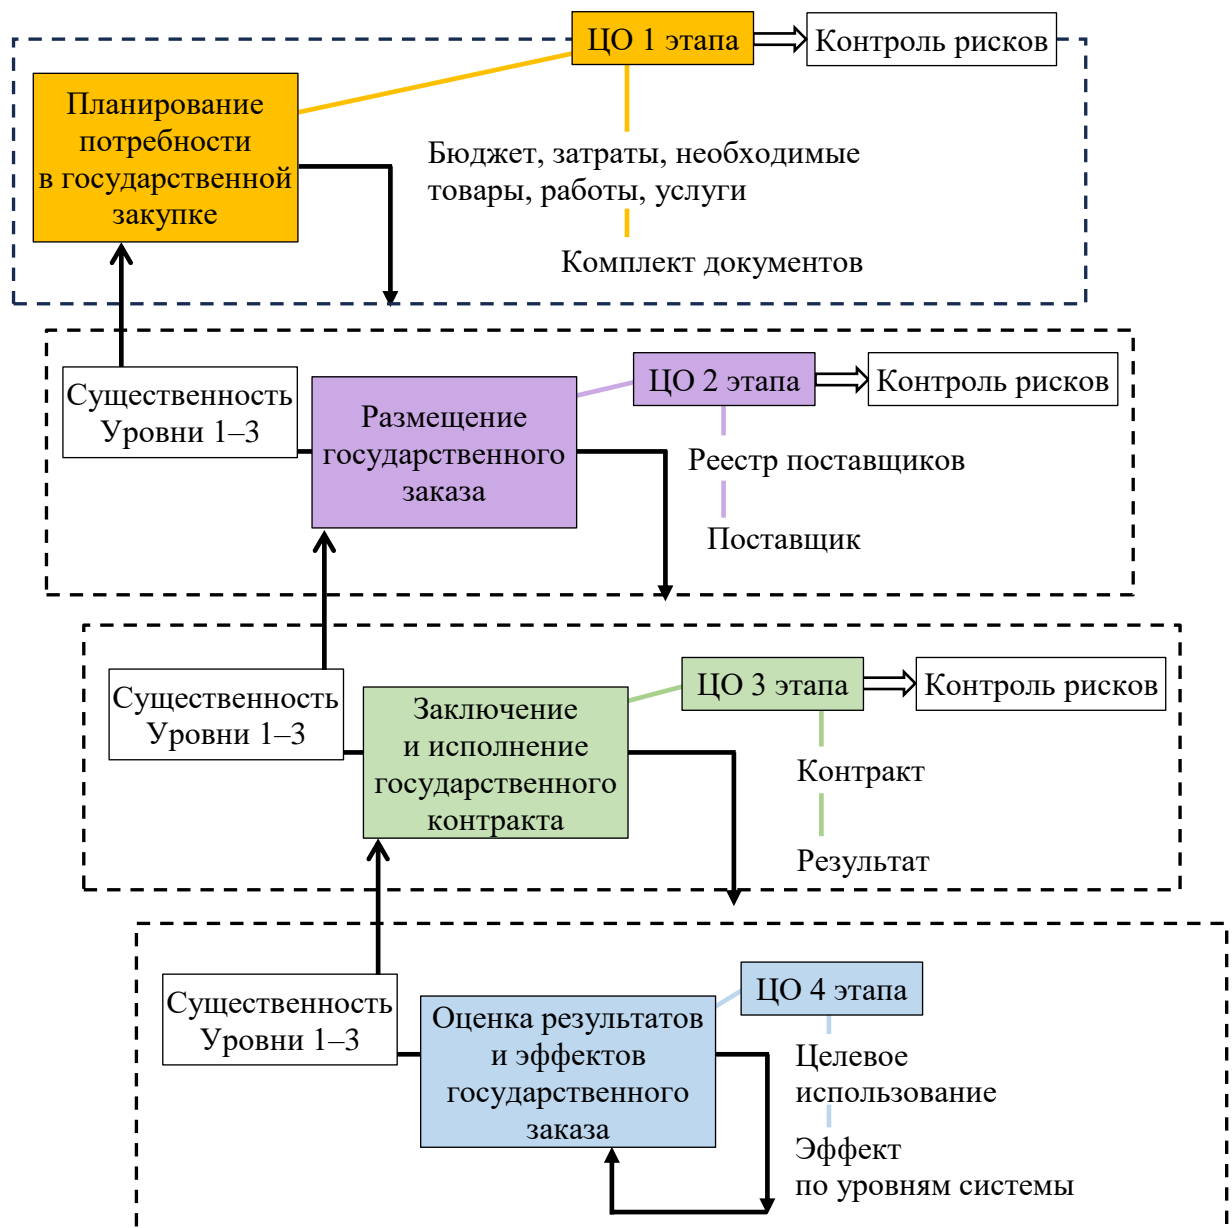 ЦО 1 этапа
Контроль рисков
Планирование
потребности
в государственной
закупке
Бюджет, затраты, необходимые
товары, работы, услуги
Комплект документов
Существенность
Уровни 1–3
Размещение
государственного
заказа
ЦО 2 этапа
Контроль рисков
Реестр поставщиков
Поставщик
Существенность
Уровни 1–3
Заключение
и исполнение
государственного
контракта
ЦО 3 этапа
Контроль рисков
Контракт
Результат
Существенность
Уровни 1–3
Оценка результатов
и эффектов
государственного
заказа
ЦО 4 этапа
Целевое
использование
Эффект
по уровням системы